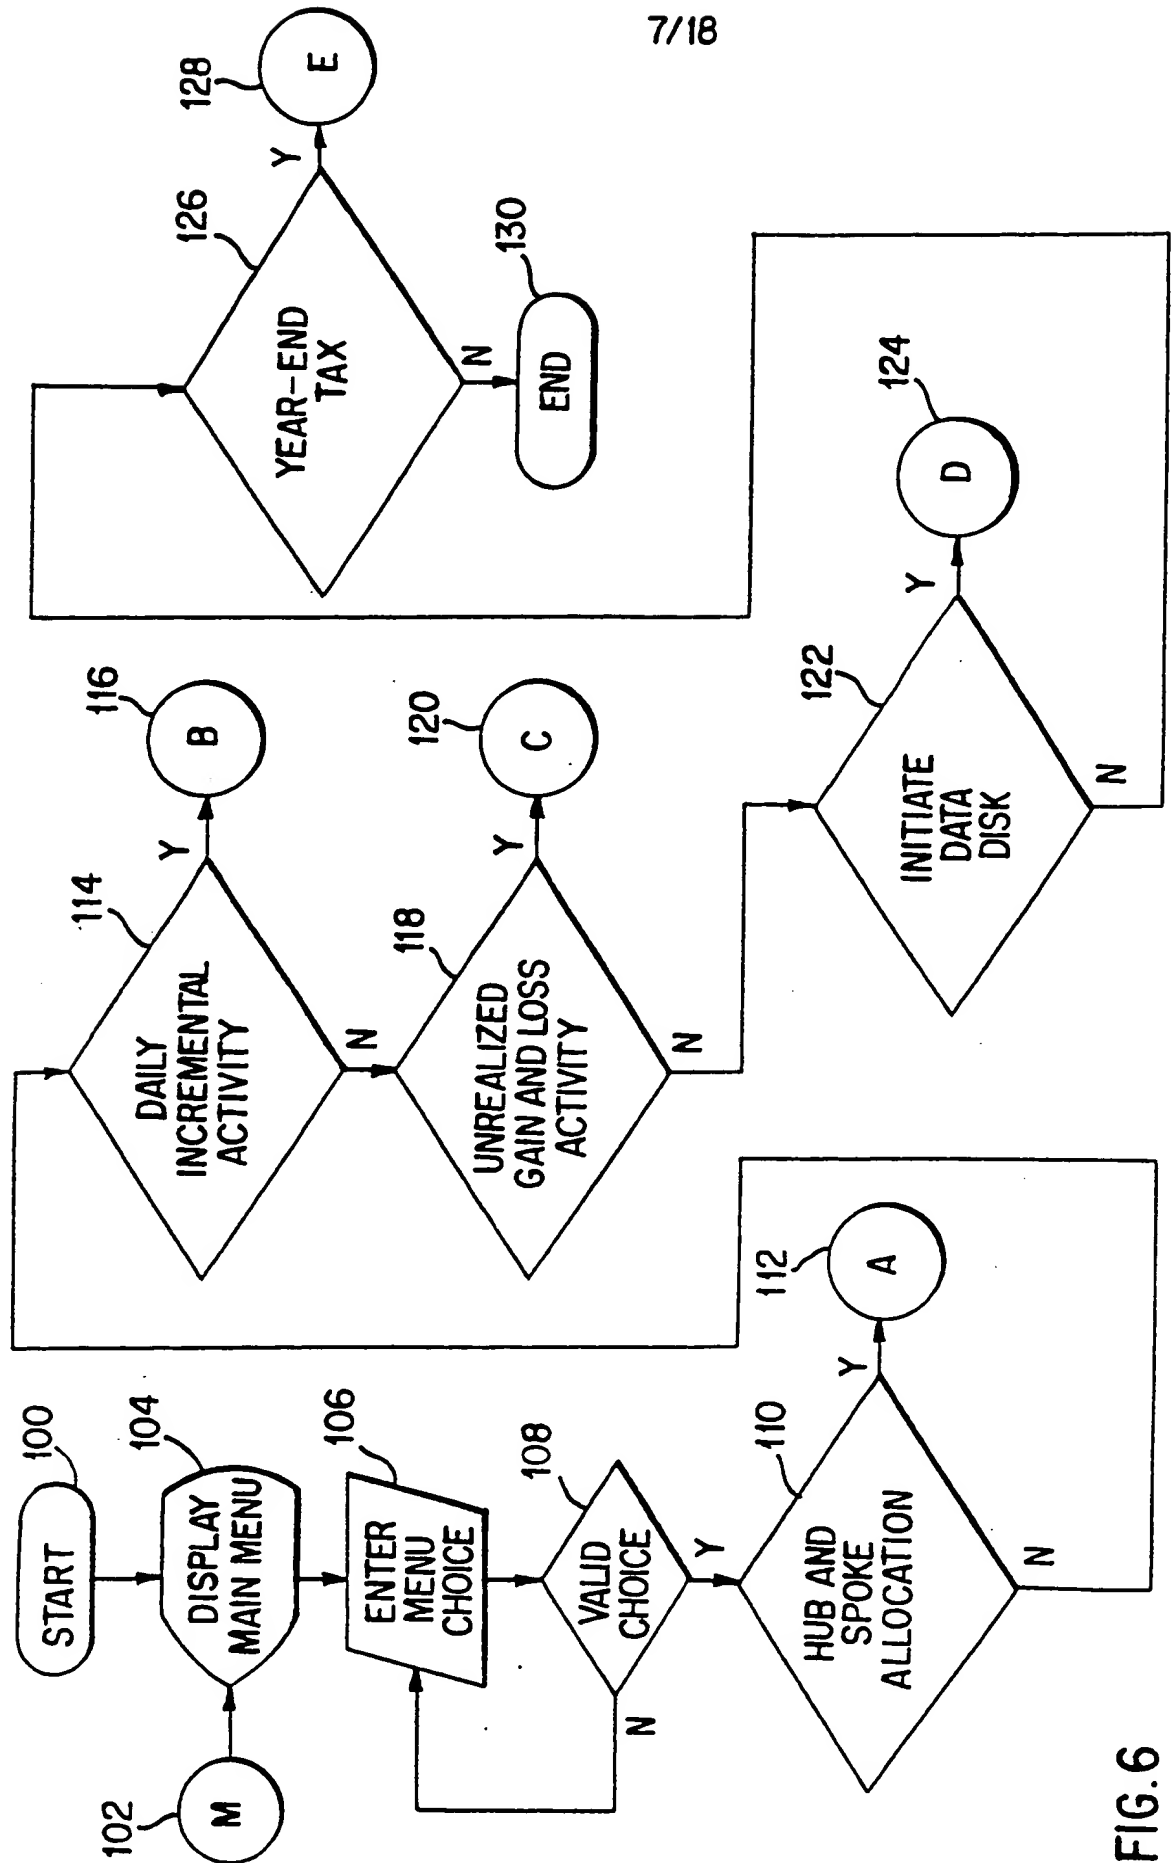 7/18
100
START
104
DISPLAY
MAIN MENU
102
M
106
ENTER
MENU
CHOICE
108
VALID
CHOICE
N
Y
110
HUB AND
SPOKE
ALLOCATION
Y
N
112
A
114
DAILY
INCREMENTAL
ACTIVITY
Y
N
116
B
118
UNREALIZED
GAIN AND LOSS
ACTIVITY
Y
N
120
C
122
INITIATE
DATA
DISK
Y
N
124
D
126
YEAR-END
TAX
Y
N
128
E
130
END
FIG.6